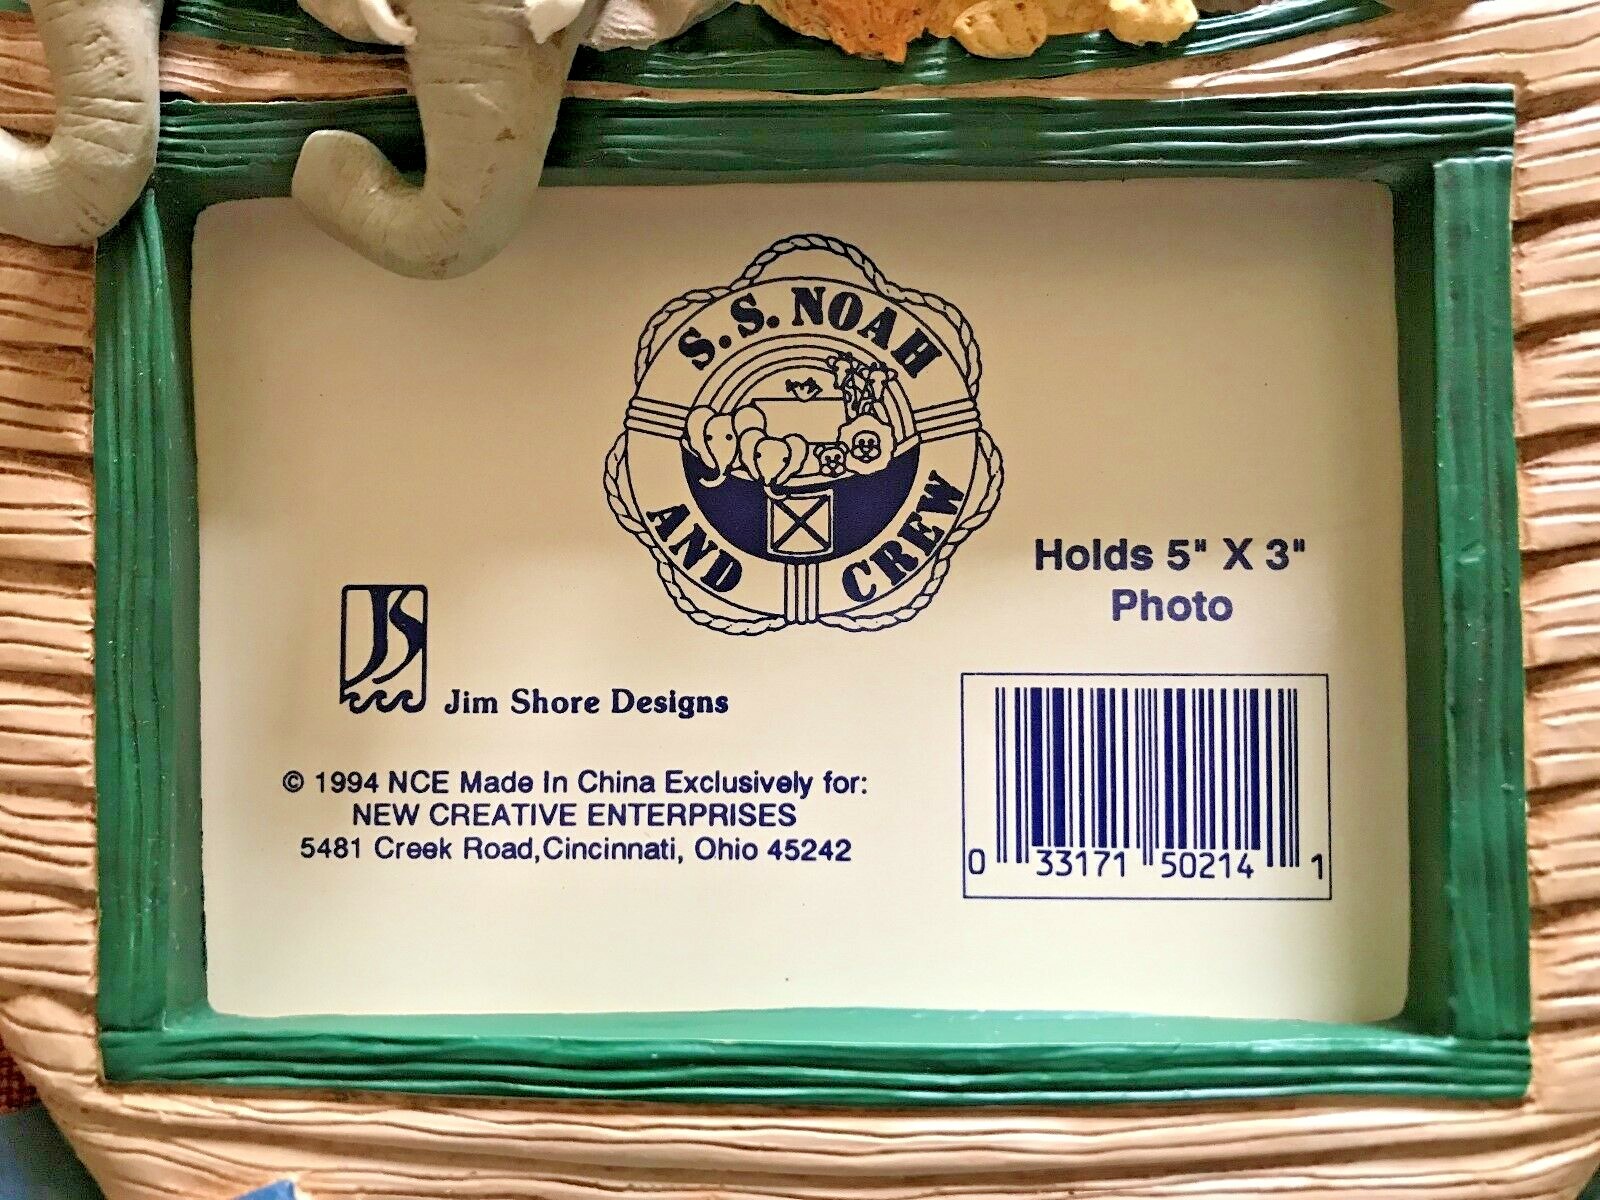 S.S. NOAH
AND CREW
Holds 5" X 3"
Photo
JS
Jim Shore Designs
© 1994 NCE Made In China Exclusively for:
NEW CREATIVE ENTERPRISES
5481 Creek Road, Cincinnati, Ohio 45242
0 33171 50214 1